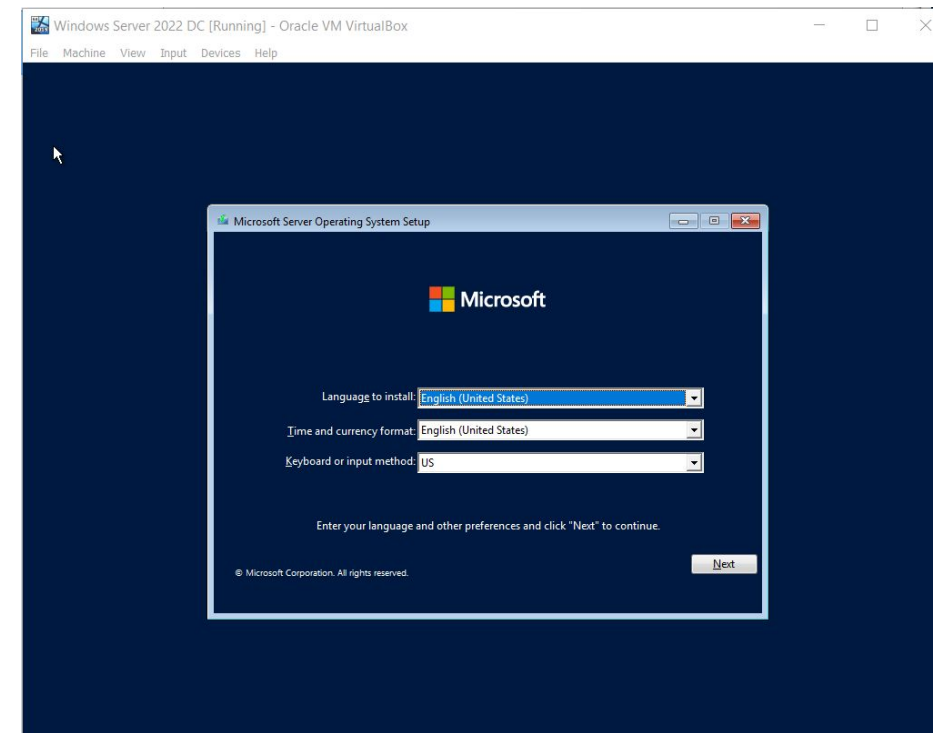 Windows Server 2022 DC [Running] - Oracle VM VirtualBox
File Machine View Input Devices Help
Microsoft Server Operating System Setup
Microsoft
Language to install: English (United States)
Time and currency format: English (United States)
Keyboard or input method: US
Enter your language and other preferences and click "Next" to continue.
Next
© Microsoft Corporation. All rights reserved.